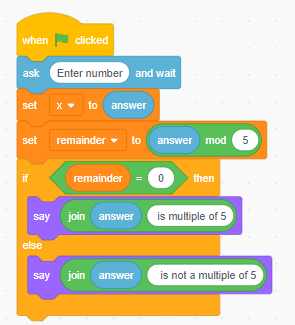 when clicked
ask Enter number and wait
set x to answer
set remainder to answer mod 5
if remainder = 0 then
say join answer is multiple of 5
else
say join answer is not a multiple of 5